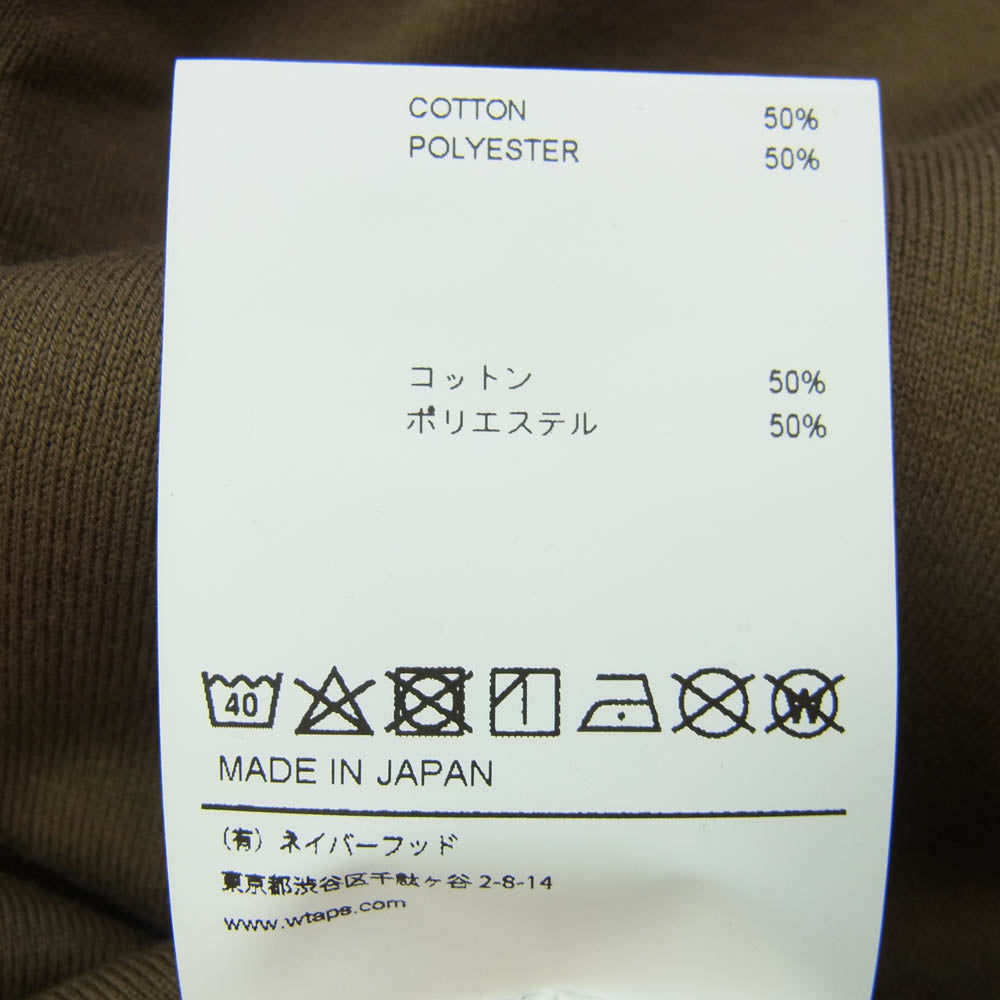 COTTON 50%
POLYESTER 50%
コットン 50%
ポリエステル 50%
40 W
MADE IN JAPAN
(有) ネイバーフッド
東京都渋谷区千駄ヶ谷 2-8-14
www.wtaps.com